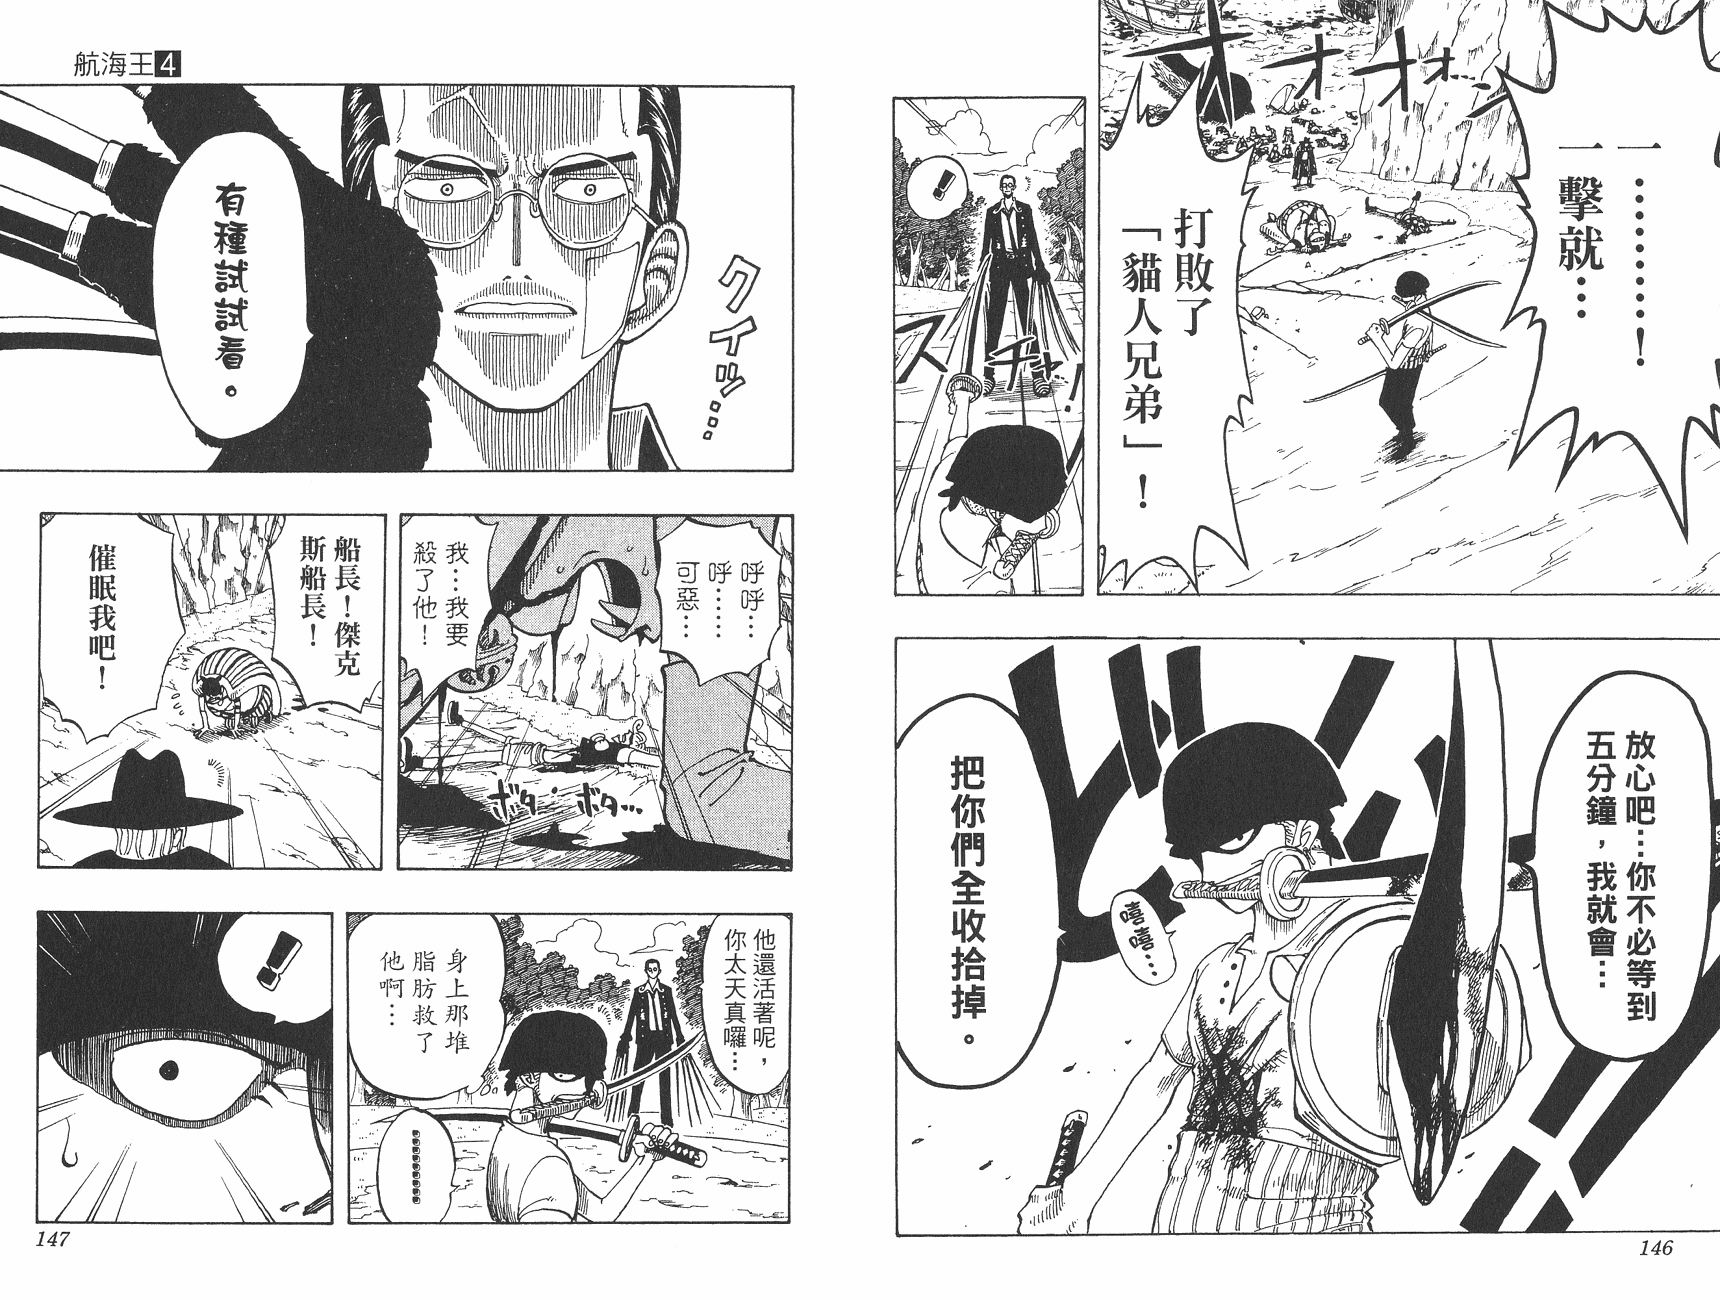 オオオオ…
一…………！
一擊就…
打敗了
「貓人兄弟」！
！
スチャ！
放心吧…你不必等到
五分鐘，我就會…
嘻嘻…
把你們全收拾掉。
146
航海王4
有種試試看。
クイッ…
呼呼…
呼……
可惡…
我…我要
殺了他！
ボタ・ボタ…
船長！傑克
斯船長！
催眠我吧！
他還活著呢，
你太天真囉…
身上那堆
脂肪救了
他啊…
…………
！
147